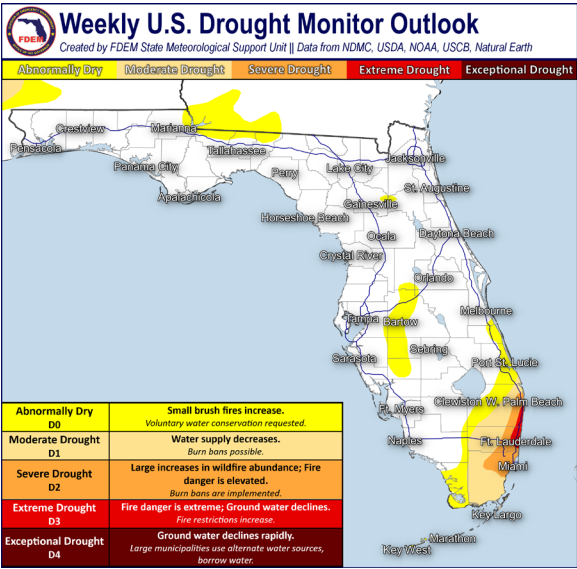 Weekly U.S. Drought Monitor Outlook
FDEM
Created by FDEM State Meteorological Support Unit || Data from NDMC, USDA, NOAA, USCB, Natural Earth
Abnormally Dry Moderate Drought Severe Drought Extreme Drought Exceptional Drought
Crestview
Marianna
Pensacola
Tallahassee
Jacksonville
Panama City
Perry
Lake City
Apalachicola
St. Augustine
Gainesville
Horseshoe Beach
Ocala
Daytona Beach
Crystal River
Orlando
Melbourne
Tampa
Bartow
Sarasota
Sebring
Port St. Lucie
Clewiston
W. Palm Beach
Ft. Myers
Naples
Ft. Lauderdale
Miami
Key Largo
Marathon
Key West
Abnormally Dry
D0
Small brush fires increase.
Voluntary water conservation requested.
Moderate Drought
D1
Water supply decreases.
Burn bans possible.
Severe Drought
D2
Large increases in wildfire abundance; Fire
danger is elevated.
Burn bans are implemented.
Extreme Drought
D3
Fire danger is extreme; Ground water declines.
Fire restrictions increase.
Exceptional Drought
D4
Ground water declines rapidly.
Large municipalities use alternate water sources,
borrow water.